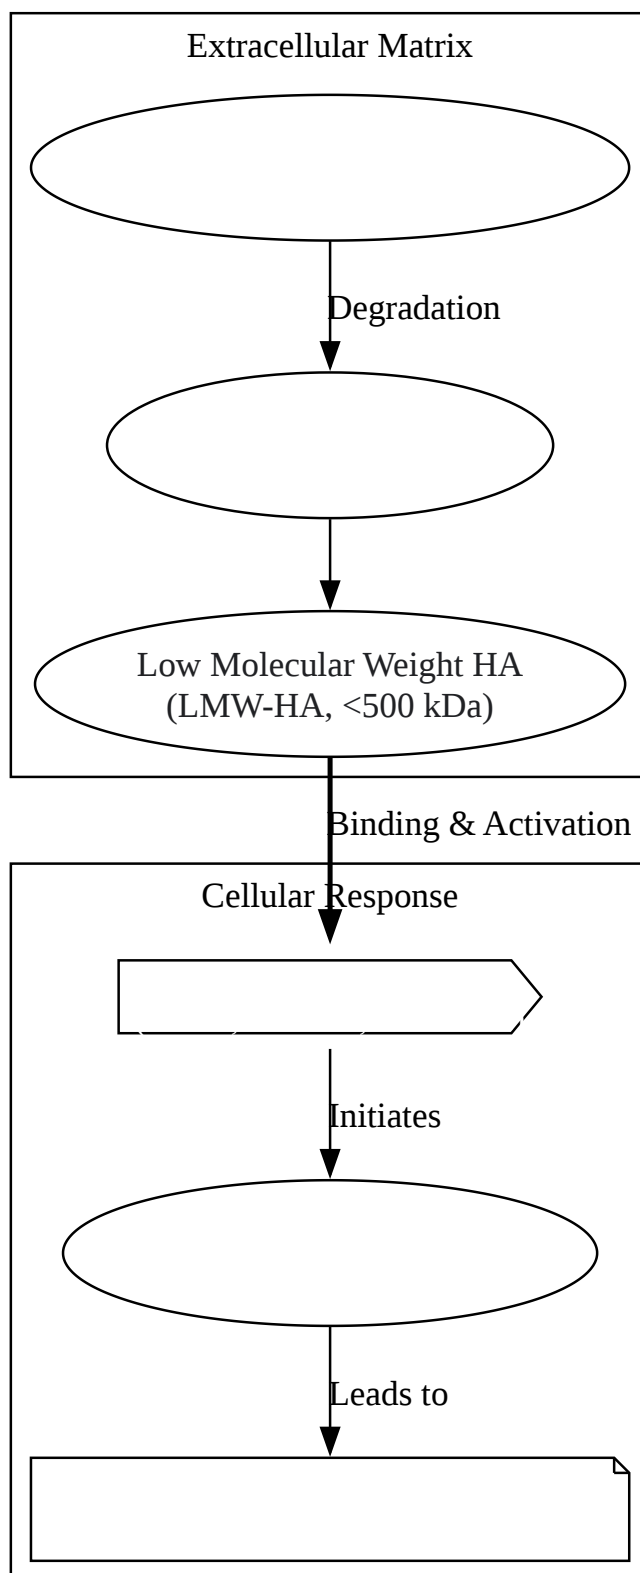 Extracellular Matrix
Degradation
Low Molecular Weight HA
(LMW-HA, <500 kDa)
Binding & Activation
Cellular Response
Initiates
Leads to